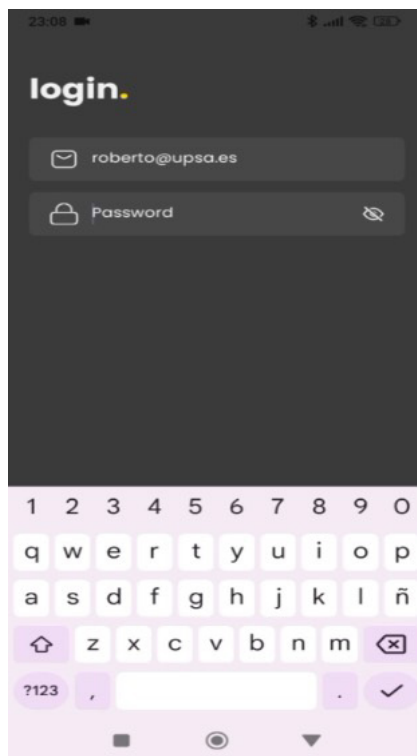 23:08
login.
roberto@upsa.es
Password
1 2 3 4 5 6 7 8 9 0
q w e r t y u i o p
a s d f g h j k l ñ
z x c v b n m
?123 , .